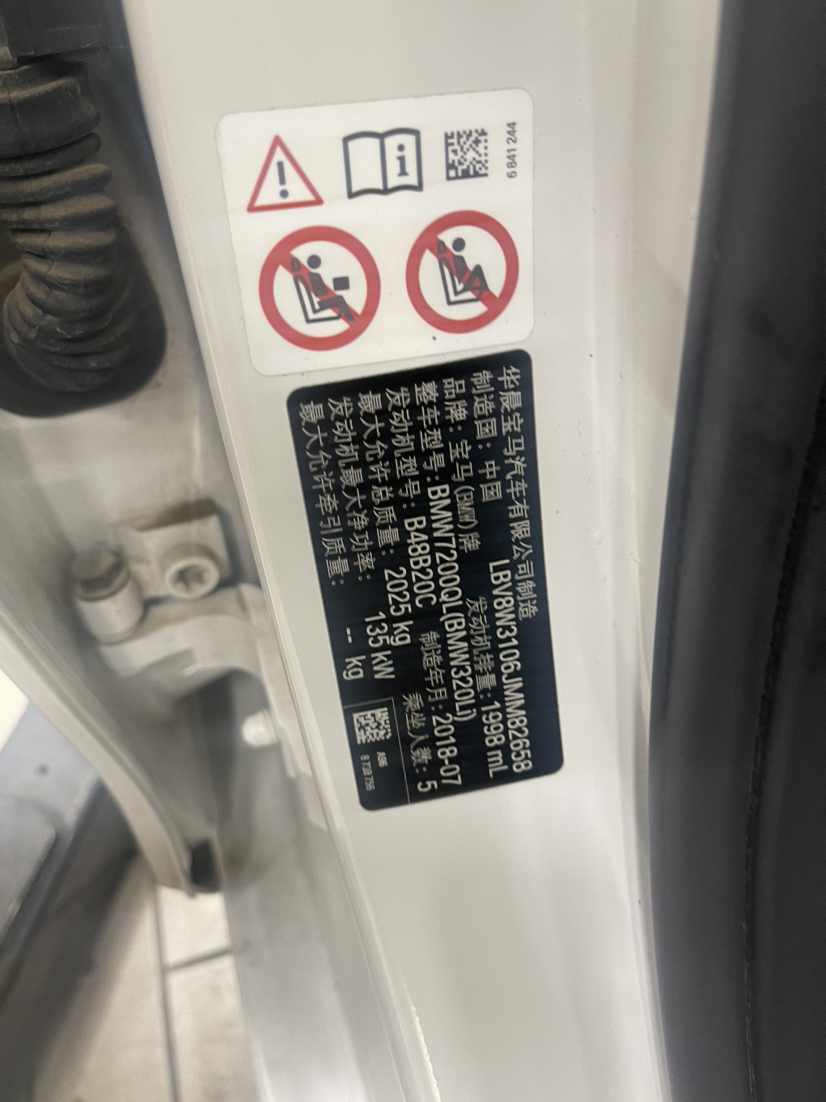 6 841 244
华晨宝马汽车有限公司制造
制造国：中国 LBV8W3106JMM82658
品牌：宝马(BMW)牌 发动机排量：1998 mL
整车型号：BMW7200QL(BMW320Li)
发动机型号：B48B20C 制造年月：2018-07
最大允许总质量：2025 kg 乘坐人数：5
发动机最大净功率：135 kW
最大允许牵引质量：-- kg
A96
8 738 756